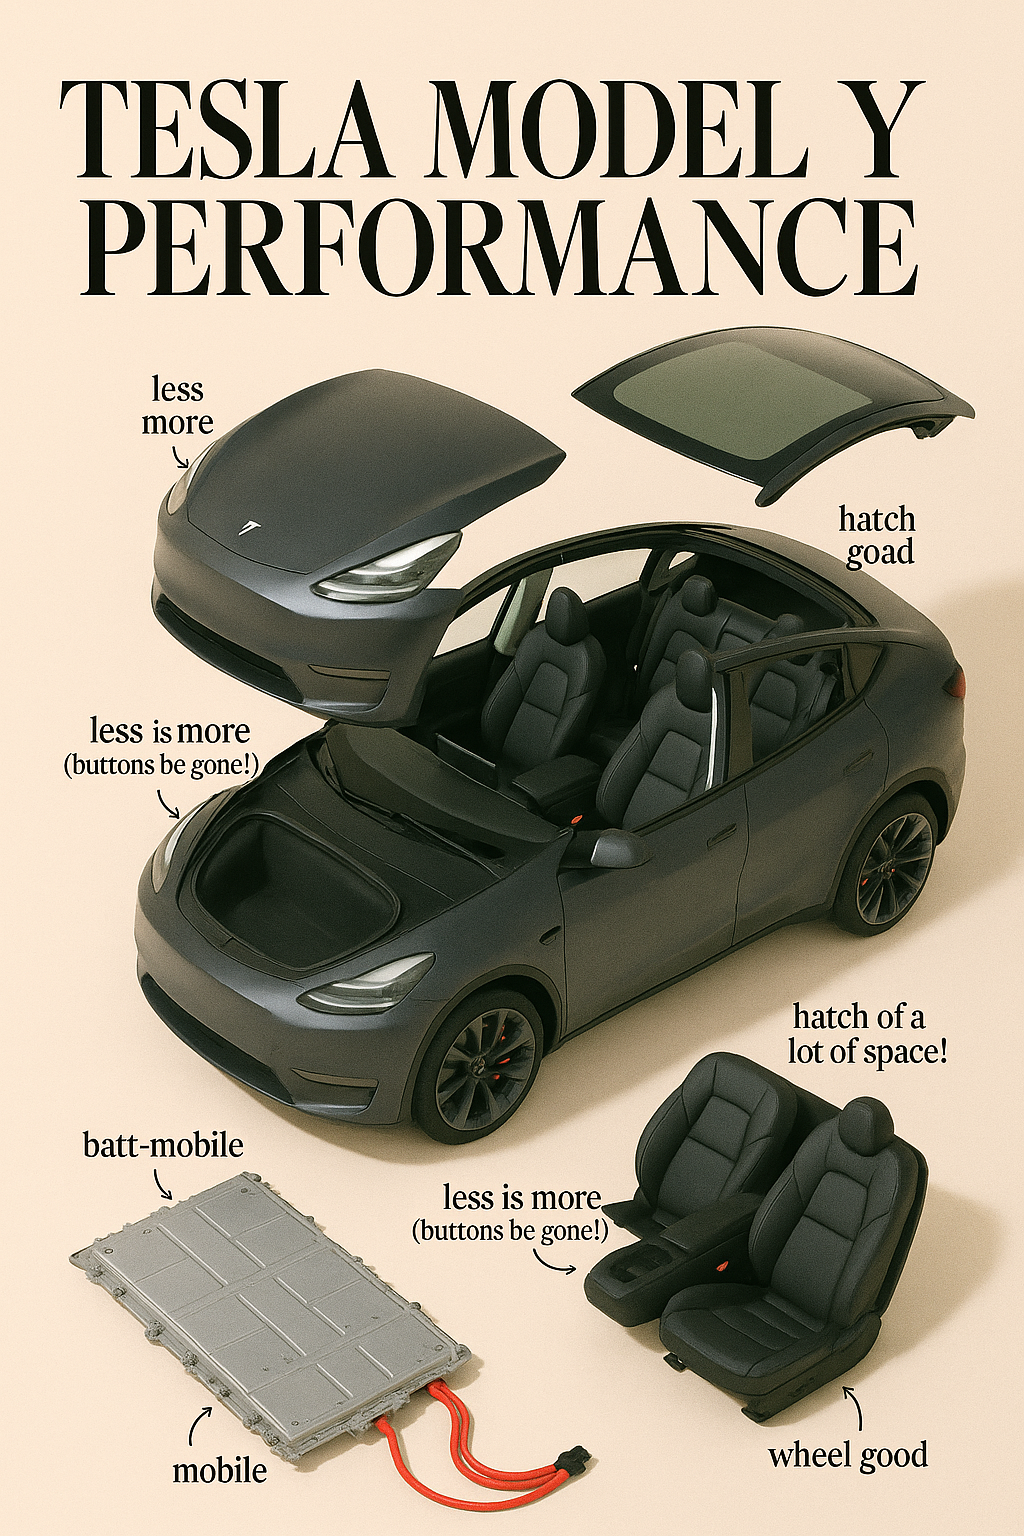 TESLA MODEL Y
PERFORMANCE
less
more
hatch
goad
less is more
(buttons be gone!)
hatch of a
lot of space!
batt-mobile
less is more
(buttons be gone!)
wheel good
mobile